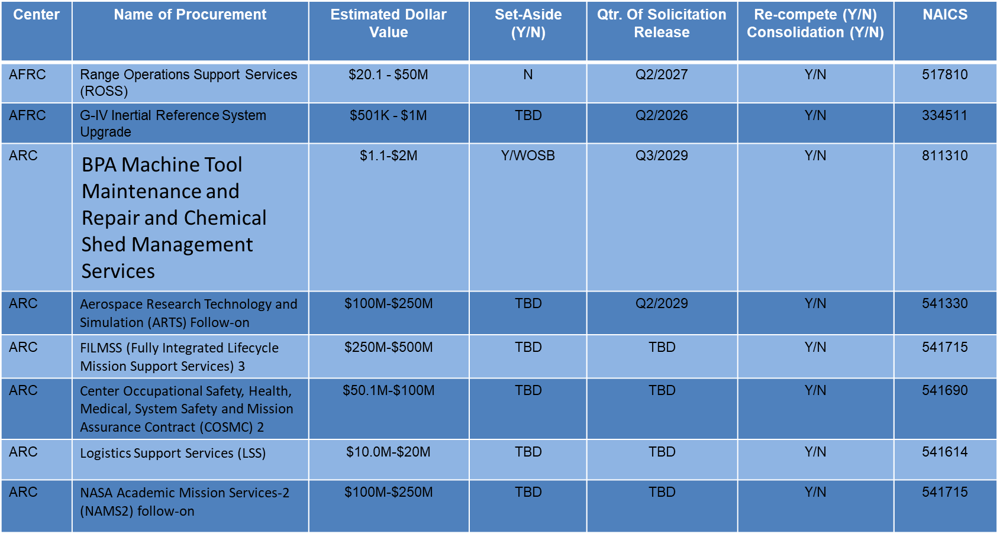 Center
Name of Procurement
Estimated Dollar
Value
Set-Aside
(Y/N)
Qtr. Of Solicitation
Release
Re-compete (Y/N)
Consolidation (Y/N)
NAICS
AFRC
Range Operations Support Services
(ROSS)
$20.1 - $50M
N
Q2/2027
Y/N
517810
AFRC
G-IV Inertial Reference System
Upgrade
$501K - $1M
TBD
Q2/2026
Y/N
334511
ARC
BPA Machine Tool
Maintenance and
Repair and Chemical
Shed Management
Services
$1.1-$2M
Y/WOSB
Q3/2029
Y/N
811310
ARC
Aerospace Research Technology and
Simulation (ARTS) Follow-on
$100M-$250M
TBD
Q2/2029
Y/N
541330
ARC
FILMSS (Fully Integrated Lifecycle
Mission Support Services) 3
$250M-$500M
TBD
TBD
Y/N
541715
ARC
Center Occupational Safety, Health,
Medical, System Safety and Mission
Assurance Contract (COSMC) 2
$50.1M-$100M
TBD
TBD
Y/N
541690
ARC
Logistics Support Services (LSS)
$10.0M-$20M
TBD
TBD
Y/N
541614
ARC
NASA Academic Mission Services-2
(NAMS2) follow-on
$100M-$250M
TBD
TBD
Y/N
541715